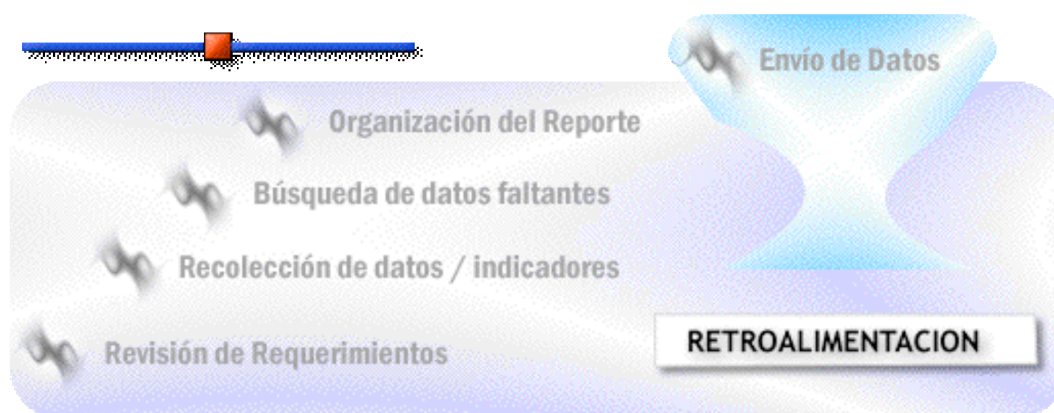 Envío de Datos
Organización del Reporte
Búsqueda de datos faltantes
Recolección de datos / indicadores
RETROALIMENTACION
Revisión de Requerimientos